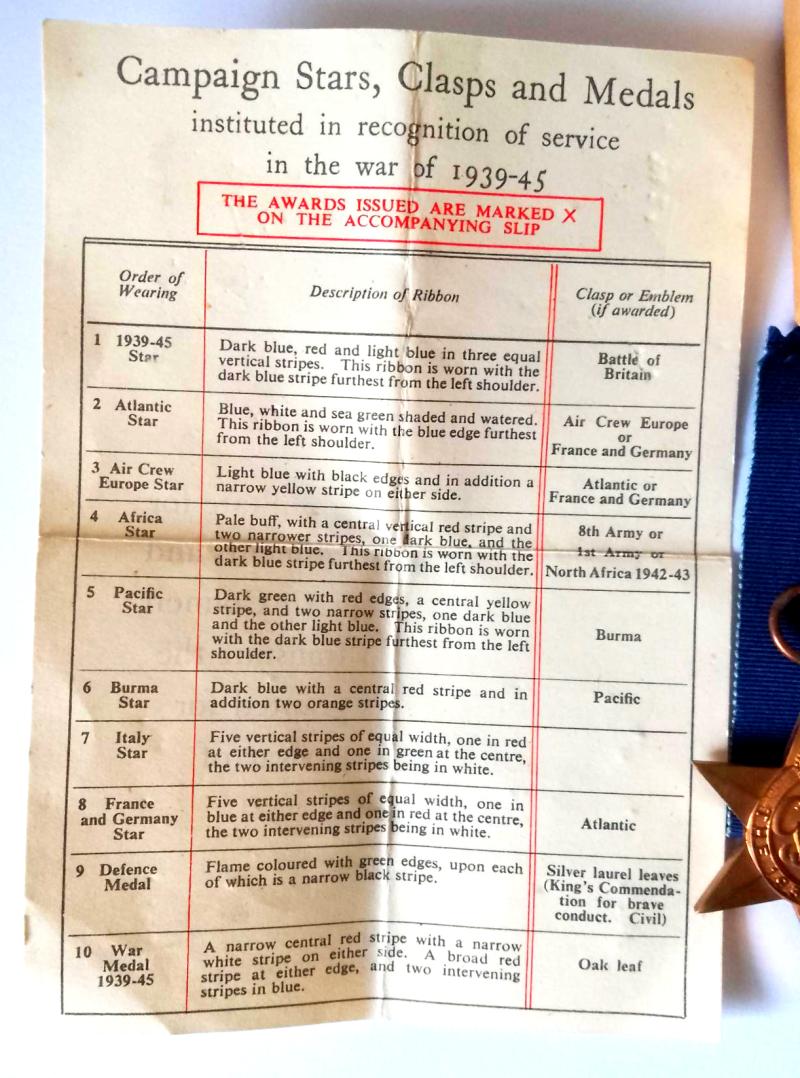 Campaign Stars, Clasps and Medals
instituted in recognition of service
in the war of 1939-45
THE AWARDS ISSUED ARE MARKED X
ON THE ACCOMPANYING SLIP
Order of
Wearing
Description of Ribbon
Clasp or Emblem
(if awarded)
1 1939-45
Star
Dark blue, red and light blue in three equal
vertical stripes. This ribbon is worn with the
dark blue stripe furthest from the left shoulder.
Battle of
Britain
2 Atlantic
Star
Blue, white and sea green shaded and watered.
This ribbon is worn with the blue edge furthest
from the left shoulder.
Air Crew Europe
or
France and Germany
3 Air Crew
Europe Star
Light blue with black edges and in addition a
narrow yellow stripe on either side.
Atlantic or
France and Germany
4 Africa
Star
Pale buff, with a central vertical red stripe and
two narrower stripes, one dark blue, and the
other light blue. This ribbon is worn with the
dark blue stripe furthest from the left shoulder.
8th Army or
1st Army or
North Africa 1942-43
5 Pacific
Star
Dark green with red edges, a central yellow
stripe, and two narrow stripes, one dark blue
and the other light blue. This ribbon is worn
with the dark blue stripe furthest from the left
shoulder.
Burma
6 Burma
Star
Dark blue with a central red stripe and in
addition two orange stripes.
Pacific
7 Italy
Star
Five vertical stripes of equal width, one in red
at either edge and one in green at the centre,
the two intervening stripes being in white.
8 France
and Germany
Star
Five vertical stripes of equal width, one in
blue at either edge and one in red at the centre,
the two intervening stripes being in white.
Atlantic
9 Defence
Medal
Flame coloured with green edges, upon each
of which is a narrow black stripe.
Silver laurel leaves
(King's Commenda-
tion for brave
conduct. Civil)
10 War
Medal
1939-45
A narrow central red stripe with a narrow
white stripe on either side. A broad red
stripe at either edge, and two intervening
stripes in blue.
Oak leaf